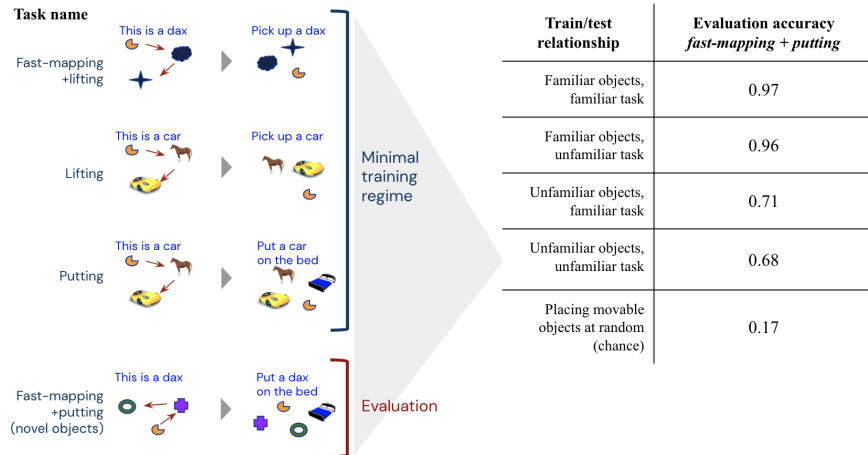 Task name
This is a dax
Pick up a dax
Fast-mapping
+lifting
This is a car
Pick up a car
Lifting
This is a car
Put a car
on the bed
Putting
Minimal
training
regime
This is a dax
Put a dax
on the bed
Fast-mapping
+putting
(novel objects)
Evaluation
Train/test
relationship
Evaluation accuracy
fast-mapping + putting
Familiar objects,
familiar task
0.97
Familiar objects,
unfamiliar task
0.96
Unfamiliar objects,
familiar task
0.71
Unfamiliar objects,
unfamiliar task
0.68
Placing movable
objects at random
(chance)
0.17